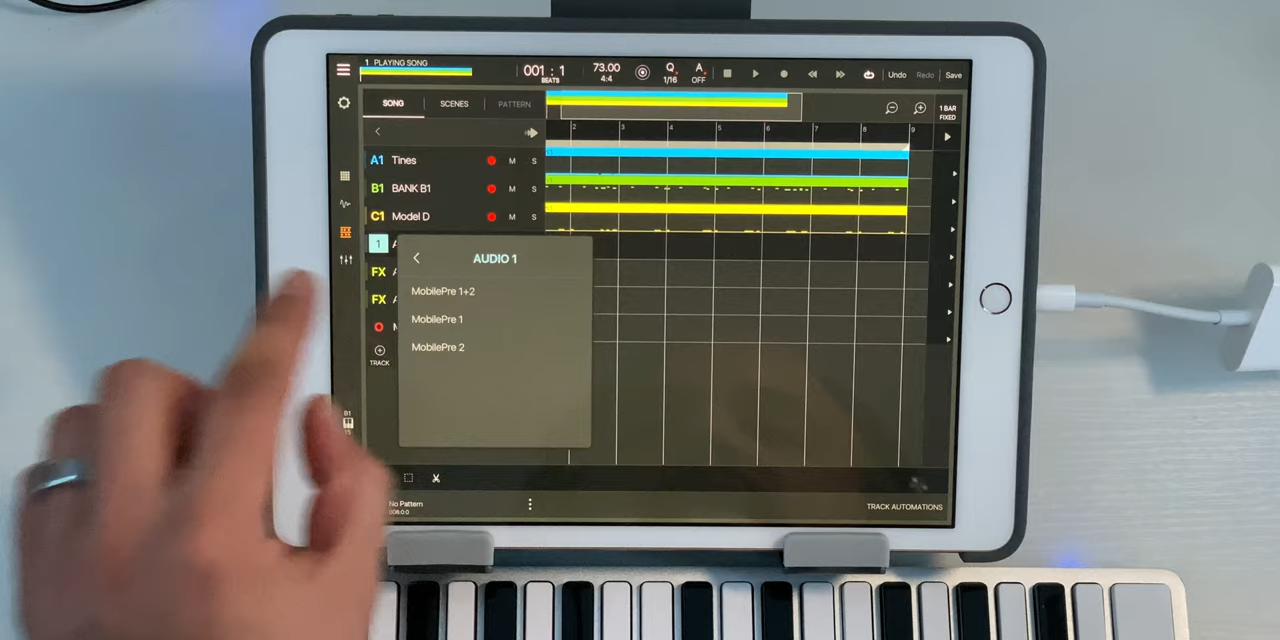 1 PLAYING SONG
001 : 1
BEATS
73.00
4:4
Q
1/16
A
OFF
Undo
Redo
Save
SONG
SCENES
PATTERN
1 BAR
FIXED
2 3 4 5 6 7 8 9
A1 Tines M S
B1 BANK B1 M S
C1 Model D M S
1
FX
FX
TRACK
AUDIO 1
MobilePre 1+2
MobilePre 1
MobilePre 2
B1
No Pattern
TRACK AUTOMATIONS